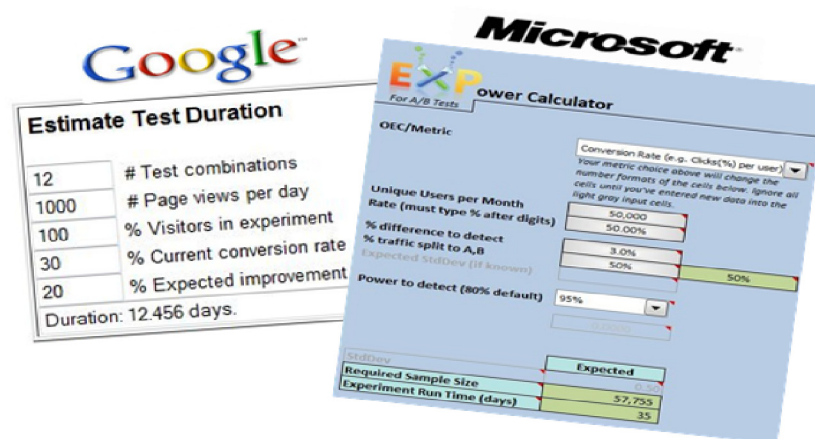 Google
Estimate Test Duration
12 # Test combinations
1000 # Page views per day
100 % Visitors in experiment
30 % Current conversion rate
20 % Expected improvement
Duration: 12.456 days.
Microsoft
EXP ower Calculator
For A/B Tests
OEC/Metric
Conversion Rate (e.g. Clicks(%) per user)
Your metric choice above will change the
number formats of the cells below. Ignore all
cells until you've entered new data into the
light gray input cells.
Unique Users per Month 50,000
Rate (must type % after digits) 50.00%
% difference to detect 3.0%
% traffic split to A,B 50% 50%
Expected StdDev (if known)
Power to detect (80% default) 95%
Expected
StdDev 0.50
Required Sample Size 57,755
Experiment Run Time (days) 35